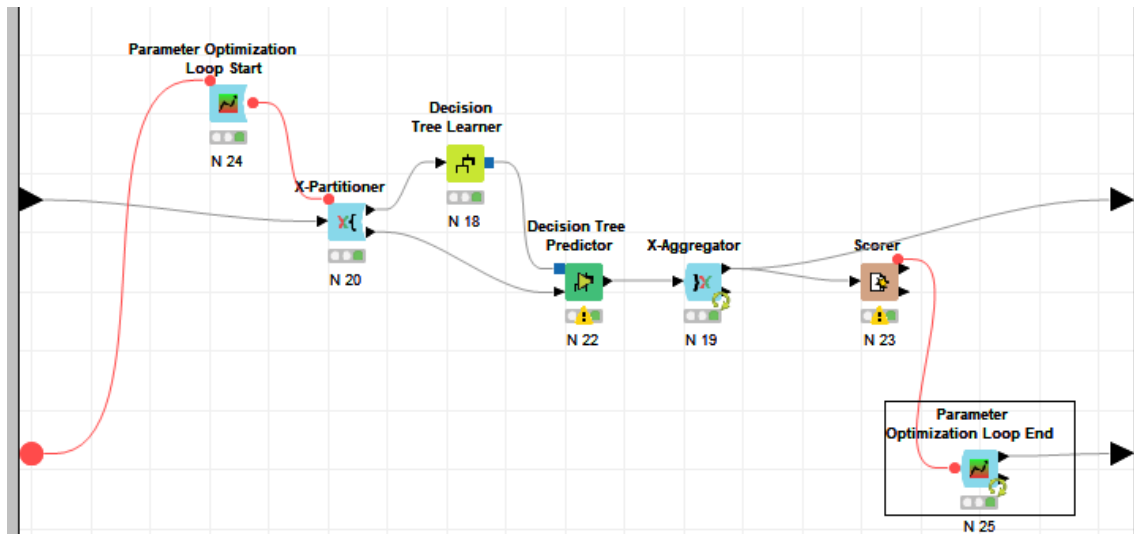 Parameter Optimization
Loop Start
N 24
Decision
Tree Learner
N 18
X-Partitioner
N 20
Decision Tree
Predictor
N 22
X-Aggregator
N 19
Scorer
N 23
Parameter
Optimization Loop End
N 25